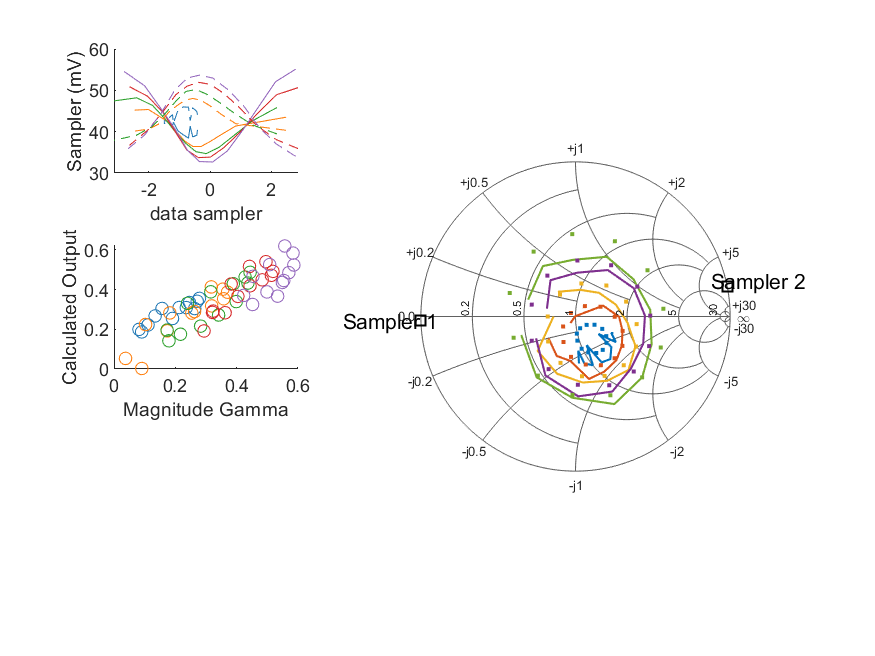 Sampler (mV)
60
50
40
30
-2
0
2
data sampler
Calculated Output
0.6
0.4
0.2
0
0
0.2
0.4
0.6
Magnitude Gamma
+j1
+j0.5
+j2
+j0.2
+j5
Sampler 2
+j30
0.0
0.2
0.5
1
2
5
30
∞
Sampler 1
-j30
-j0.2
-j5
-j0.5
-j2
-j1